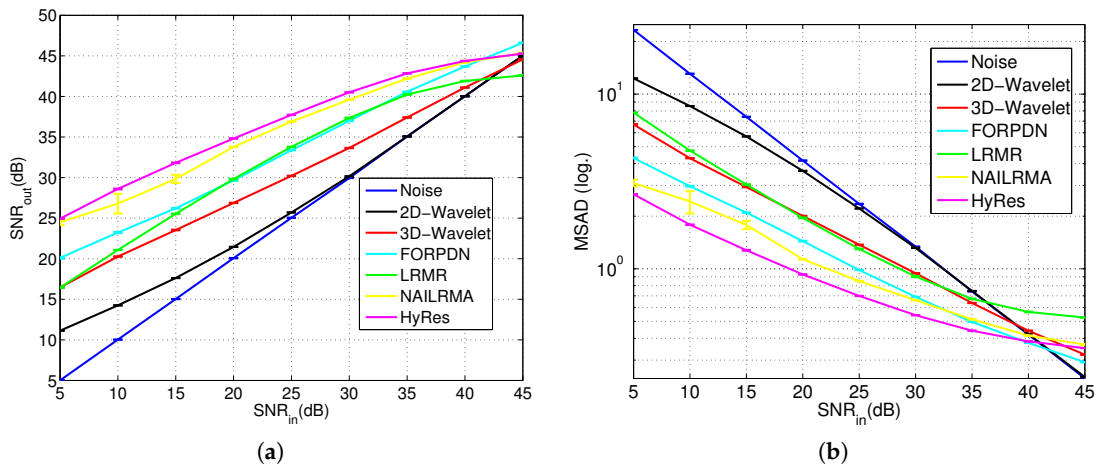 50
45
40
35
30
25
20
15
10
5
SNRout(dB)
5 10 15 20 25 30 35 40 45
SNRin(dB)
Noise
2D−Wavelet
3D−Wavelet
FORPDN
LRMR
NAILRMA
HyRes
(a)
10^1
10^0
MSAD (log.)
5 10 15 20 25 30 35 40 45
SNRin(dB)
Noise
2D−Wavelet
3D−Wavelet
FORPDN
LRMR
NAILRMA
HyRes
(b)